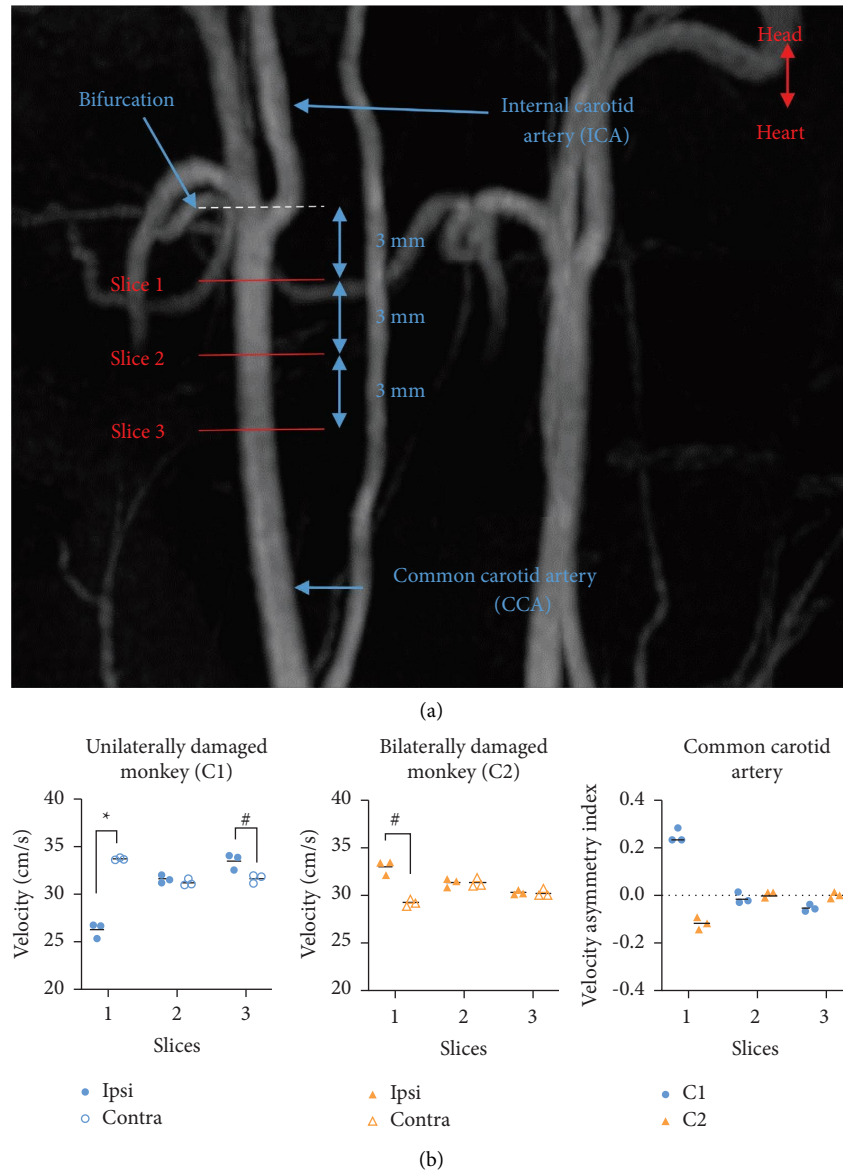 Head
Bifurcation
Internal carotid
artery (ICA)
Heart
3 mm
Slice 1
3 mm
Slice 2
3 mm
Slice 3
Common carotid artery
(CCA)
(a)
Unilaterally damaged
monkey (C1)
Bilaterally damaged
monkey (C2)
Common carotid
artery
Velocity (cm/s)
40
35
30
25
20
*
#
1 2 3
Slices
Ipsi
Contra
Velocity (cm/s)
40
35
30
25
20
#
1 2 3
Slices
Ipsi
Contra
Velocity asymmetry index
0.4
0.2
0.0
-0.2
-0.4
1 2 3
Slices
C1
C2
(b)